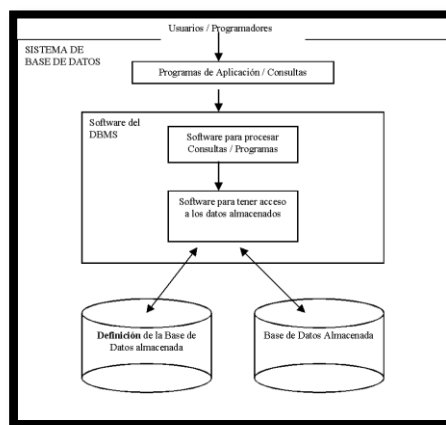 Usuarios / Programadores
SISTEMA DE
BASE DE DATOS
Programas de Aplicación / Consultas
Software del
DBMS
Software para procesar
Consultas / Programas
Software para tener acceso
a los datos almacenados
Definición de la Base de
Datos almacenada
Base de Datos Almacenada